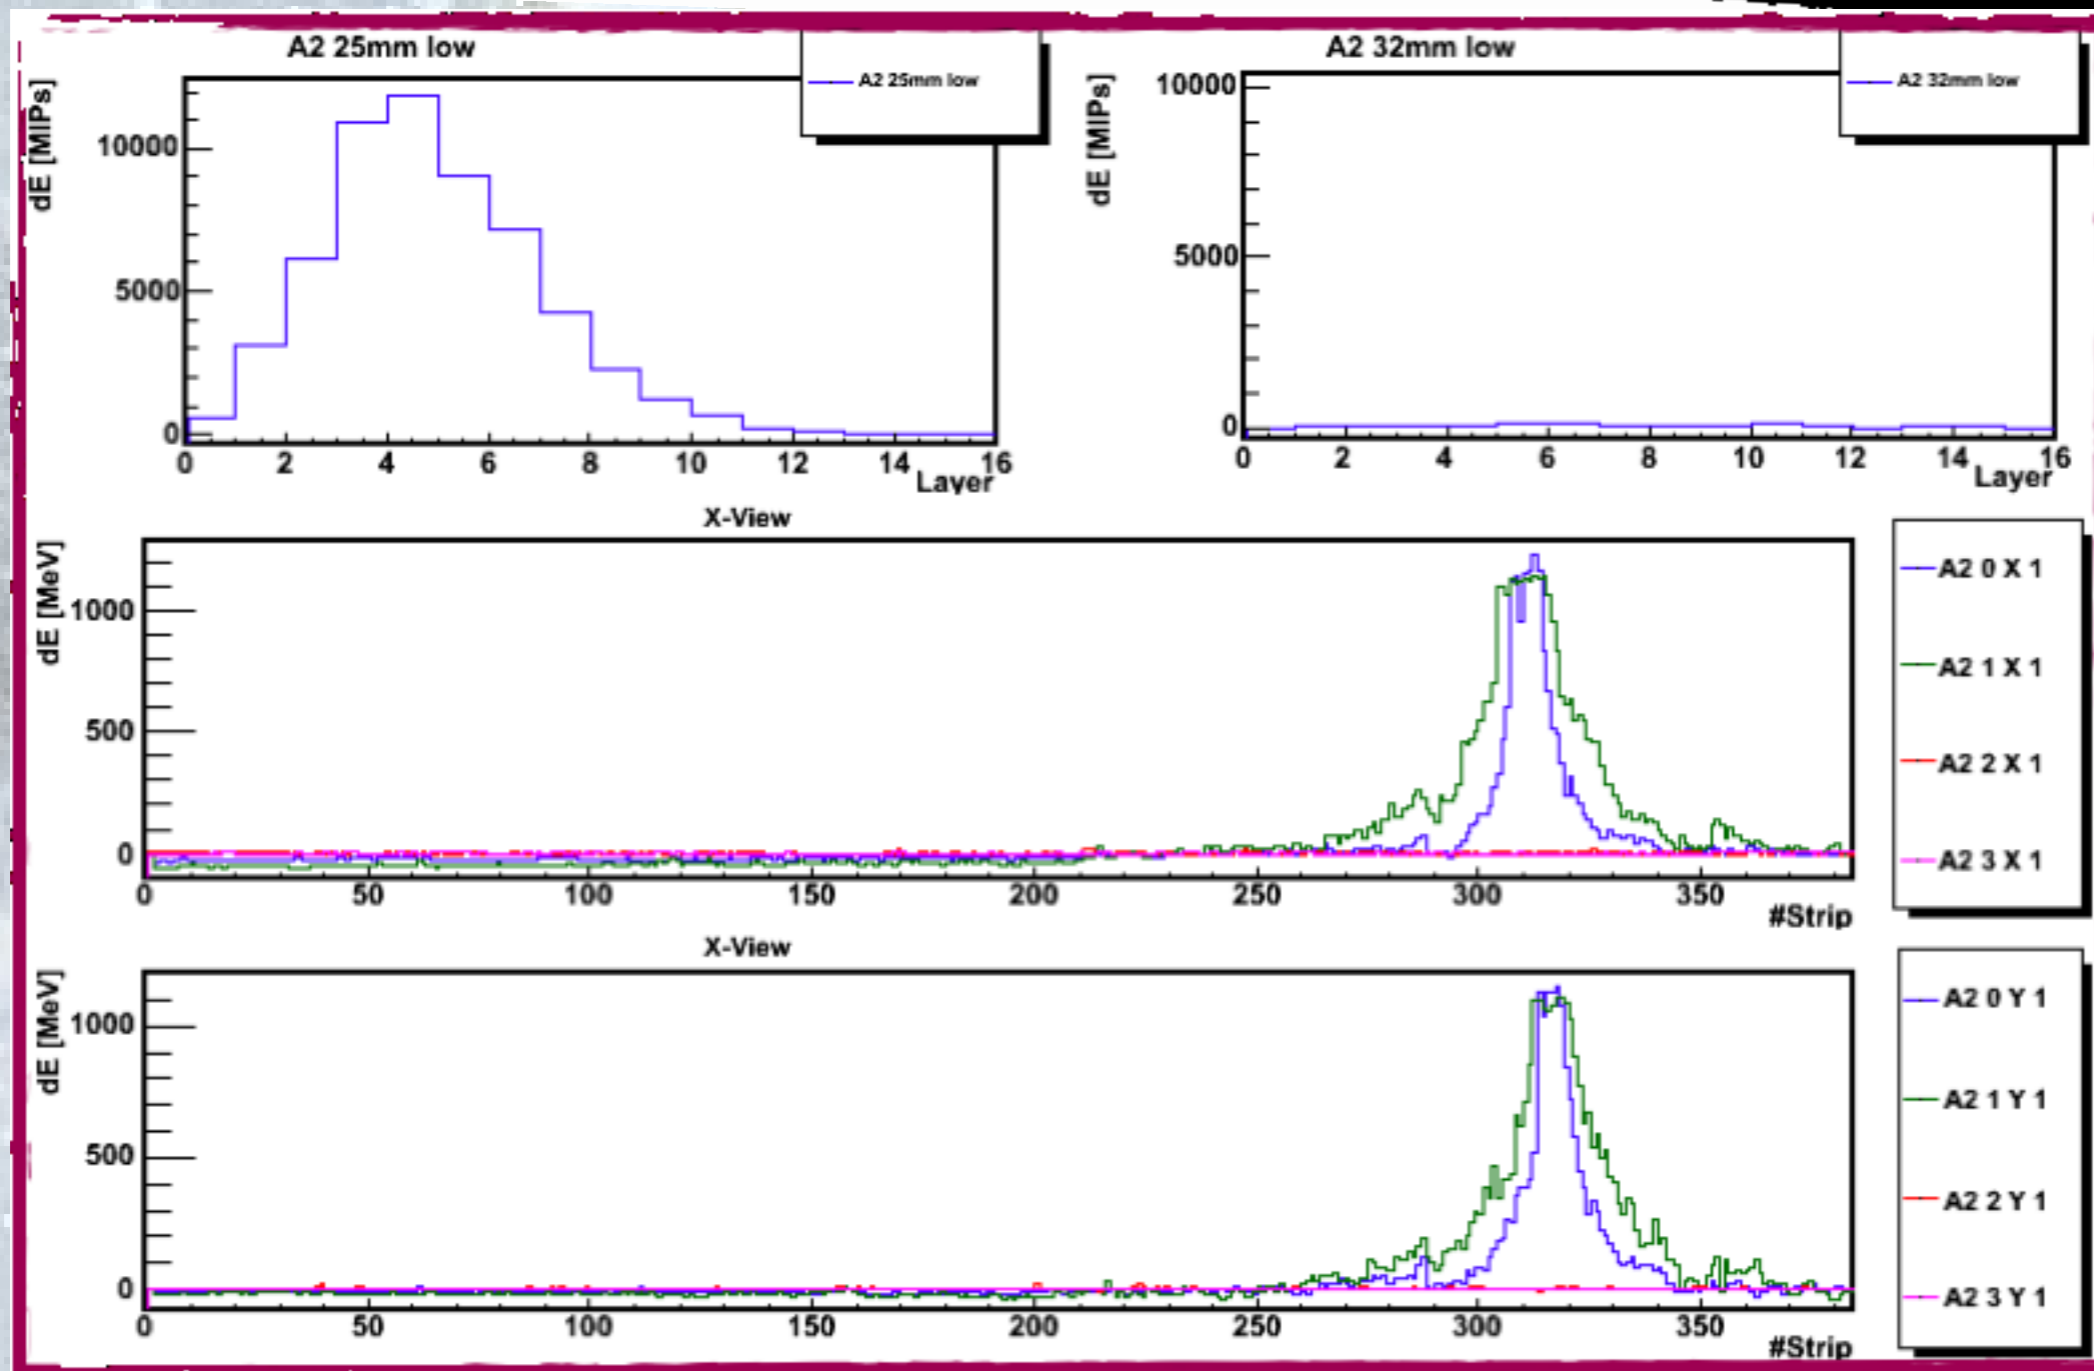 A2 25mm low
A2 25mm low
dE [MIPs]
10000
5000
0
0 2 4 6 8 10 12 14 16
Layer
A2 32mm low
A2 32mm low
dE [MIPs]
10000
5000
0
0 2 4 6 8 10 12 14 16
Layer
X-View
dE [MeV]
1000
500
0
0 50 100 150 200 250 300 350
#Strip
A2 0 X 1
A2 1 X 1
A2 2 X 1
A2 3 X 1
X-View
dE [MeV]
1000
500
0
0 50 100 150 200 250 300 350
#Strip
A2 0 Y 1
A2 1 Y 1
A2 2 Y 1
A2 3 Y 1